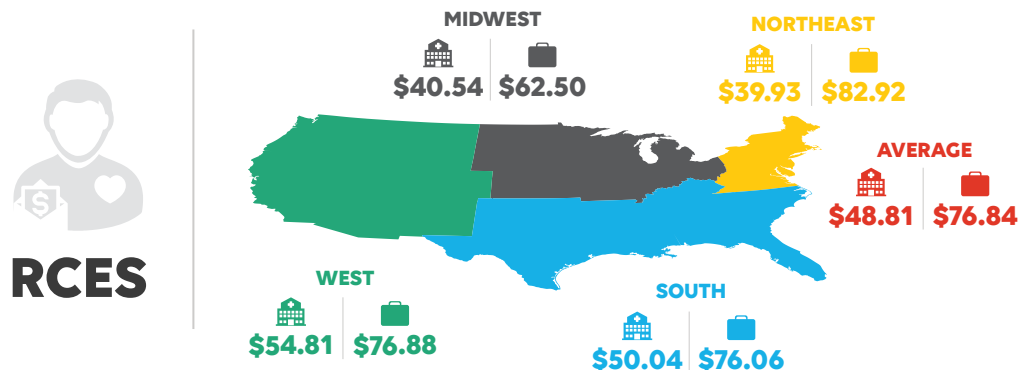 MIDWEST
$40.54 $62.50
NORTHEAST
$39.93 $82.92
AVERAGE
$48.81 $76.84
$
RCES
WEST
$54.81 $76.88
SOUTH
$50.04 $76.06